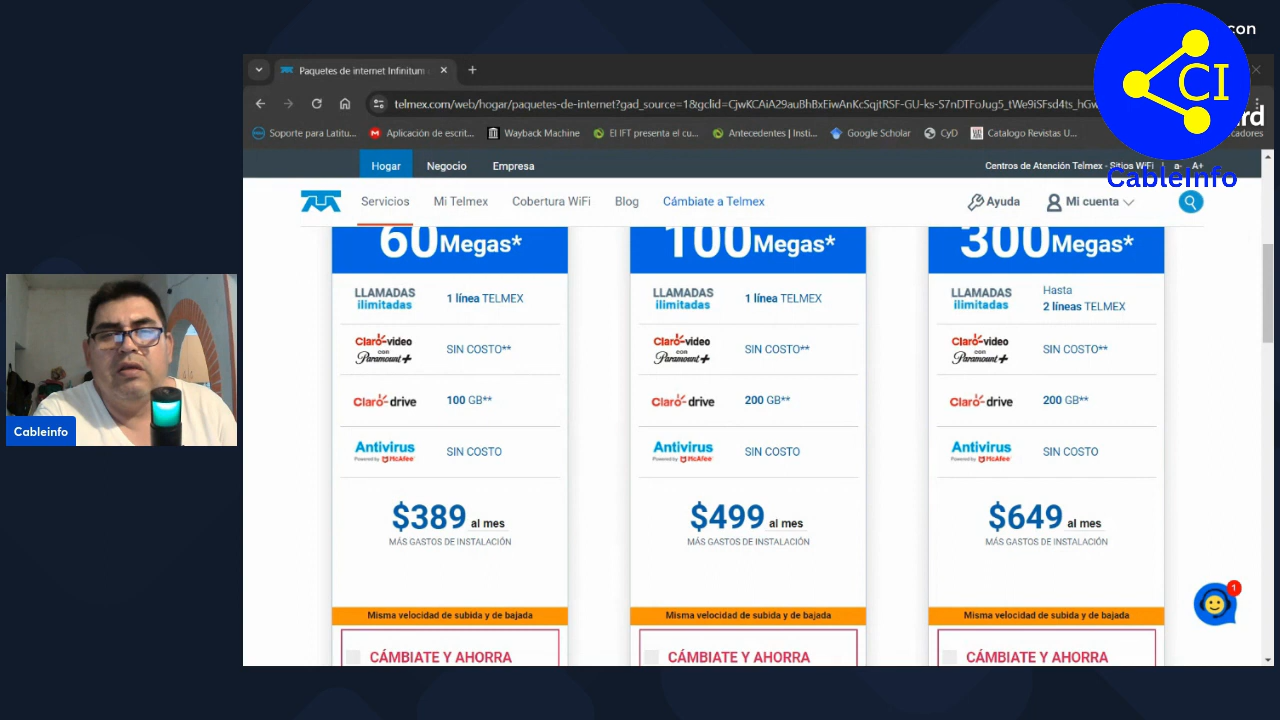 con
CI
CableInfo
rd
Paquetes de internet Infinitum
telmex.com/web/hogar/paquetes-de-internet?gad_source=1&gclid=
Soporte para Latitu...
Aplicación de escrit...
Wayback Machine
El IFT presenta el cu...
Antecedentes | Insti...
Google Scholar
CyD
Catalogo Revistas U...
adores
Hogar
Negocio
Empresa
Centros de Atención Telmex - Sitios WiFi
a-
A+
Servicios
Mi Telmex
Cobertura WiFi
Blog
Cámbiate a Telmex
Ayuda
Mi cuenta
60 Megas*
LLAMADAS
ilimitadas
1 línea TELMEX
Claro-video
con
Paramount+
SIN COSTO**
Claro-drive
100 GB**
Antivirus
Powered by McAfee
SIN COSTO
$389 al mes
MÁS GASTOS DE INSTALACIÓN
Misma velocidad de subida y de bajada
CÁMBIATE Y AHORRA
100 Megas*
LLAMADAS
ilimitadas
1 línea TELMEX
Claro-video
con
Paramount+
SIN COSTO**
Claro-drive
200 GB**
Antivirus
Powered by McAfee
SIN COSTO
$499 al mes
MÁS GASTOS DE INSTALACIÓN
Misma velocidad de subida y de bajada
CÁMBIATE Y AHORRA
300 Megas*
LLAMADAS
ilimitadas
Hasta
2 líneas TELMEX
Claro-video
con
Paramount+
SIN COSTO**
Claro-drive
200 GB**
Antivirus
Powered by McAfee
SIN COSTO
$649 al mes
MÁS GASTOS DE INSTALACIÓN
Misma velocidad de subida y de bajada
CÁMBIATE Y AHORRA
1
Cableinfo